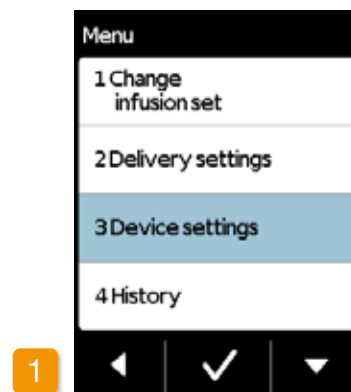 Menu
1 Change
infusion set
2 Delivery settings
3 Device settings
4 History
1